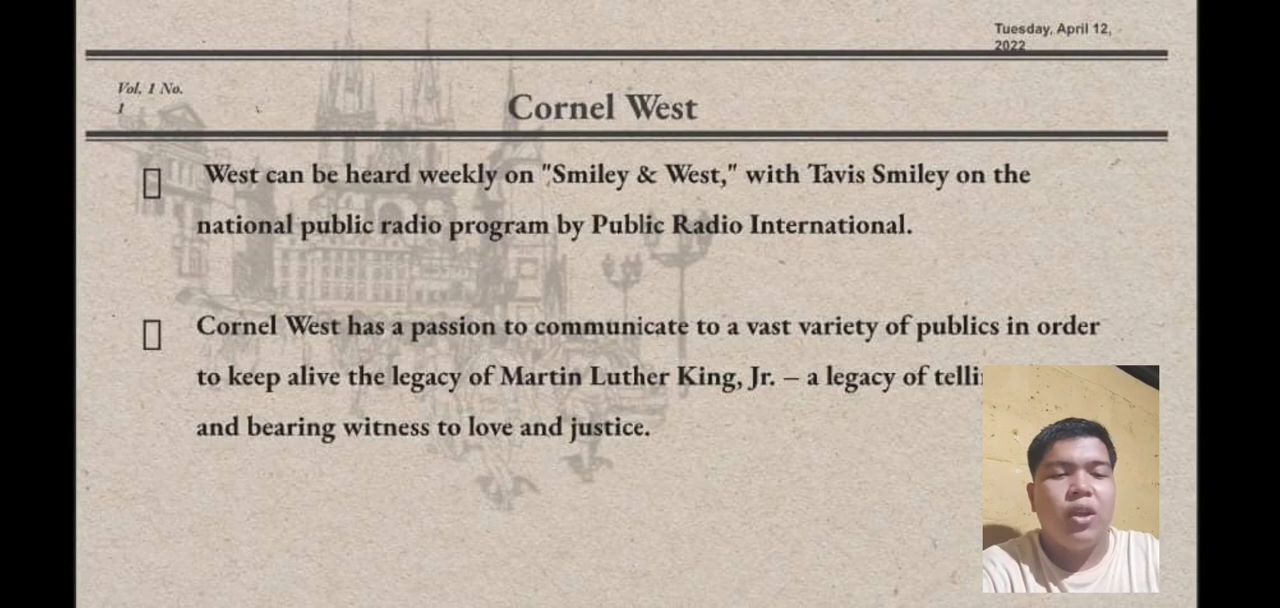 Tuesday, April 12,
2022
Vol. 1 No.
1
Cornel West
West can be heard weekly on "Smiley & West," with Tavis Smiley on the
national public radio program by Public Radio International.
Cornel West has a passion to communicate to a vast variety of publics in order
to keep alive the legacy of Martin Luther King, Jr. – a legacy of
and bearing witness to love and justice.